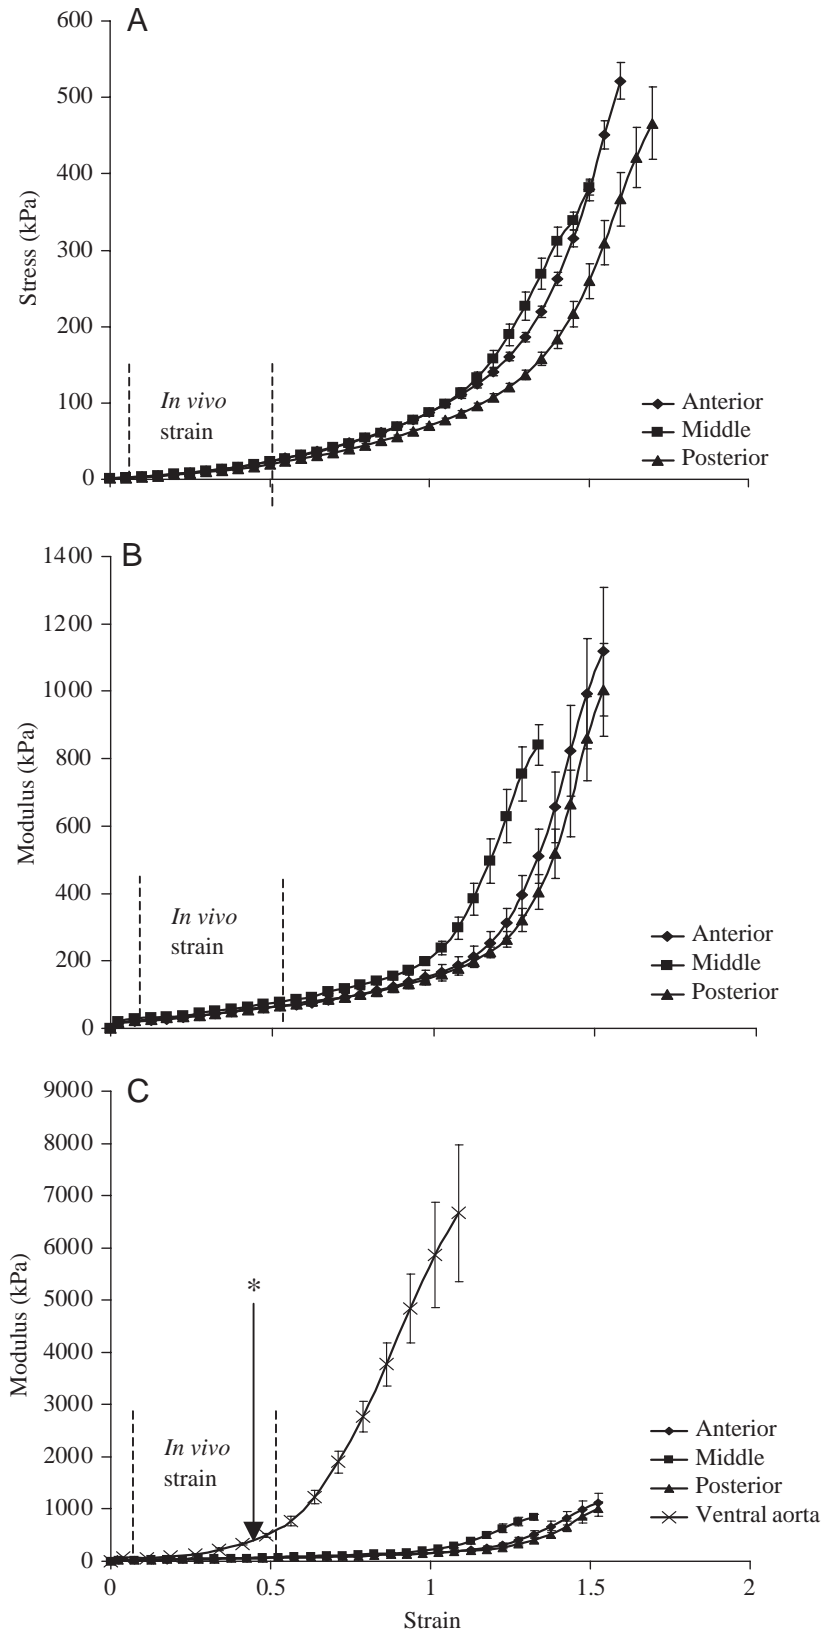 A
600
500
400
300
200
100
0
Stress (kPa)
In vivo
strain
Anterior
Middle
Posterior
B
1400
1200
1000
800
600
400
200
0
Modulus (kPa)
In vivo
strain
Anterior
Middle
Posterior
C
9000
8000
7000
6000
5000
4000
3000
2000
1000
0
Modulus (kPa)
*
In vivo
strain
Anterior
Middle
Posterior
Ventral aorta
0 0.5 1 1.5 2
Strain